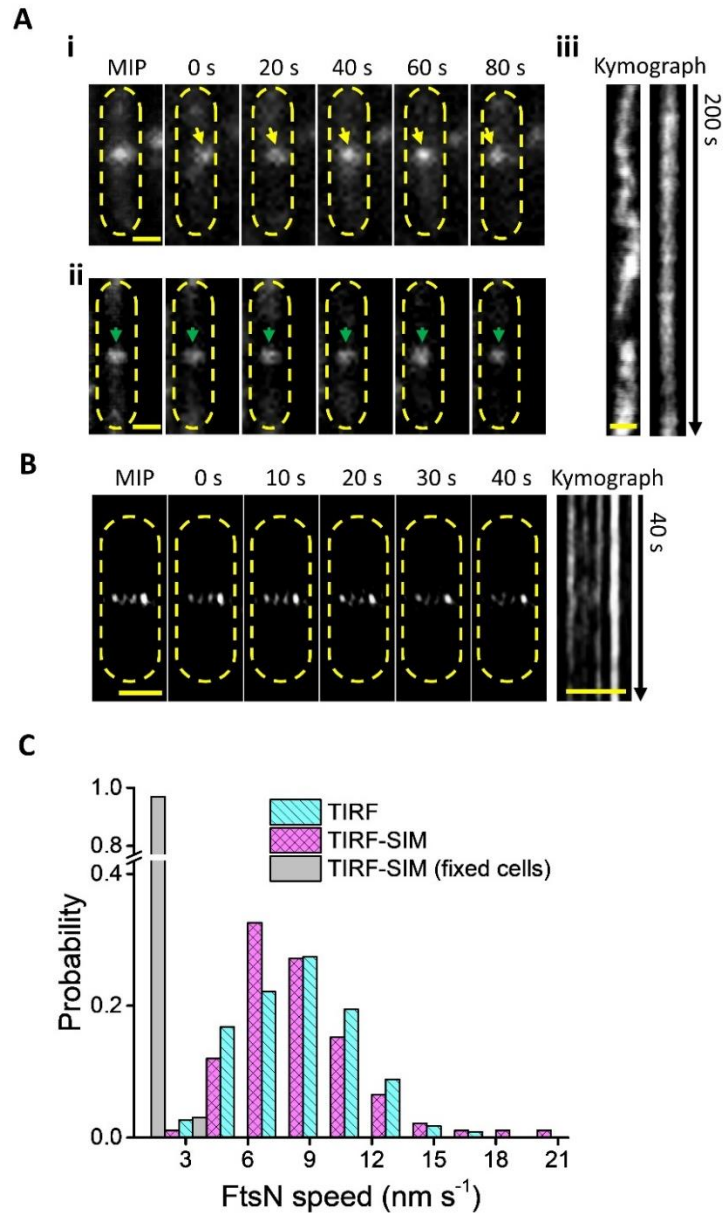 A
i
MIP 0 s 20 s 40 s 60 s 80 s
iii
Kymograph
200 s
ii
B
MIP 0 s 10 s 20 s 30 s 40 s Kymograph
40 s
C
1.0
0.8
0.4
0.2
0.0
Probability
TIRF
TIRF-SIM
TIRF-SIM (fixed cells)
3 6 9 12 15 18 21
FtsN speed (nm s⁻¹)